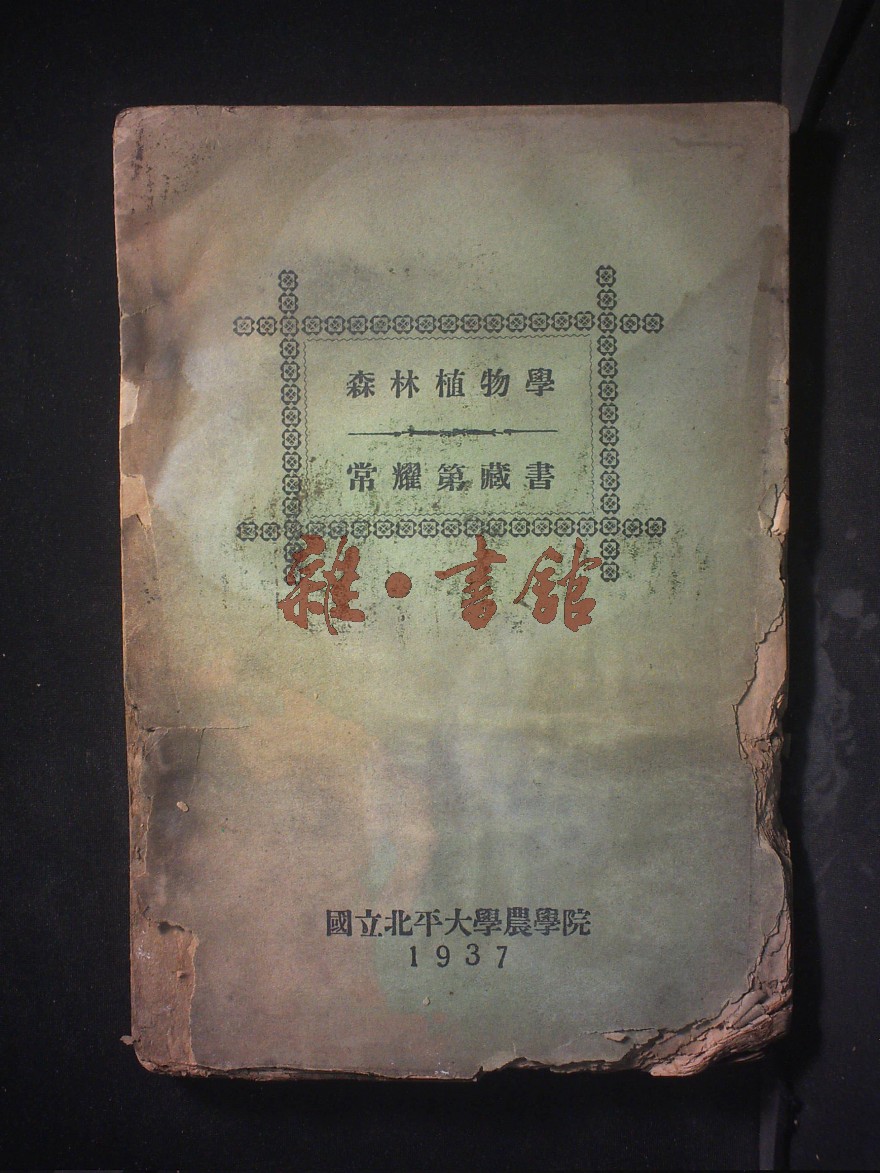 森林植物學
常耀第藏書
雜·書館
國立北平大學農學院
1937